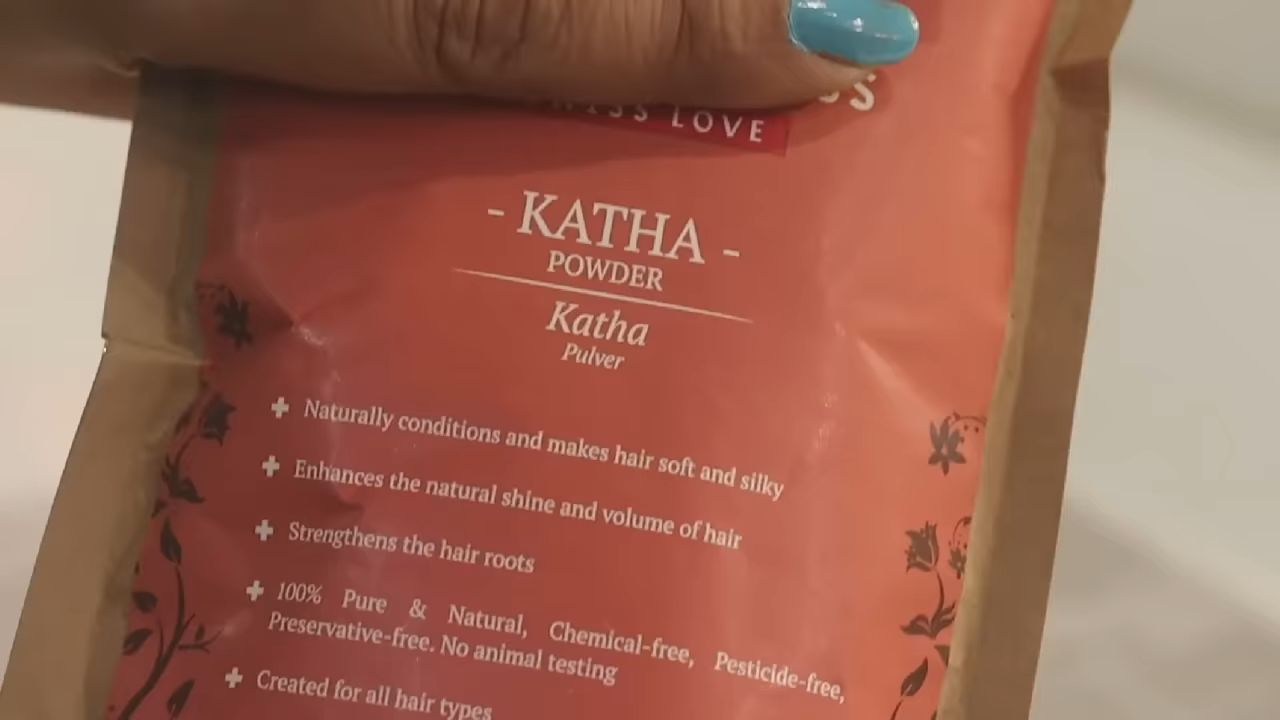 LOVE
- KATHA -
POWDER
Katha
Pulver
Naturally conditions and makes hair soft and silky
Enhances the natural shine and volume of hair
Strengthens the hair roots
100% Pure & Natural, Chemical-free, Pesticide-free,
Preservative-free. No animal testing
Created for all hair types